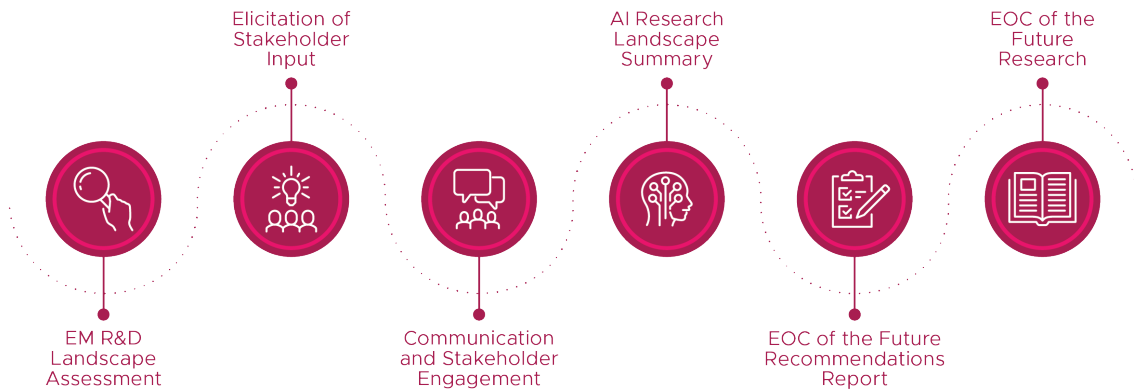 EM R&D
Landscape
Assessment
Elicitation of
Stakeholder
Input
Communication
and Stakeholder
Engagement
AI Research
Landscape
Summary
EOC of the Future
Recommendations
Report
EOC of the
Future
Research